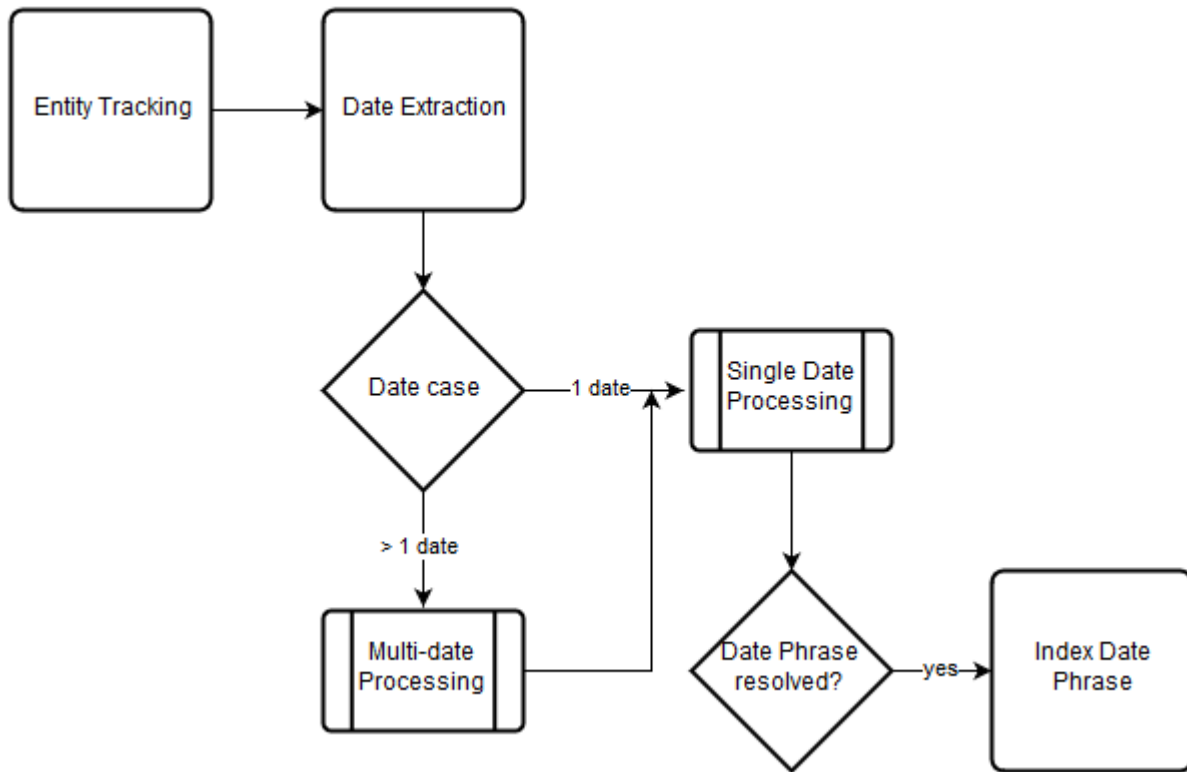 Entity Tracking
Date Extraction
Date case
1 date
Single Date
Processing
> 1 date
Multi-date
Processing
Date Phrase
resolved?
yes
Index Date
Phrase